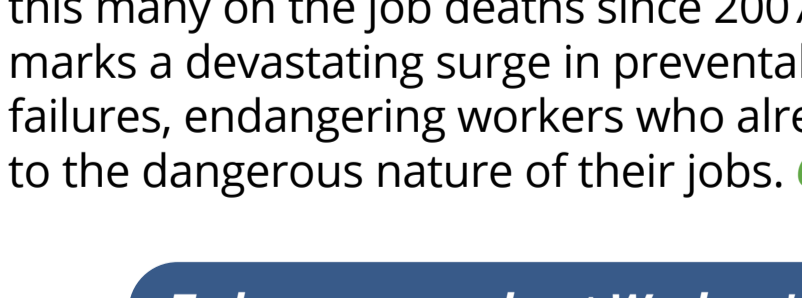 this many on the job deaths since 2007
marks a devastating surge in
failures, endangering workers who
to the dangerous nature of their jobs.